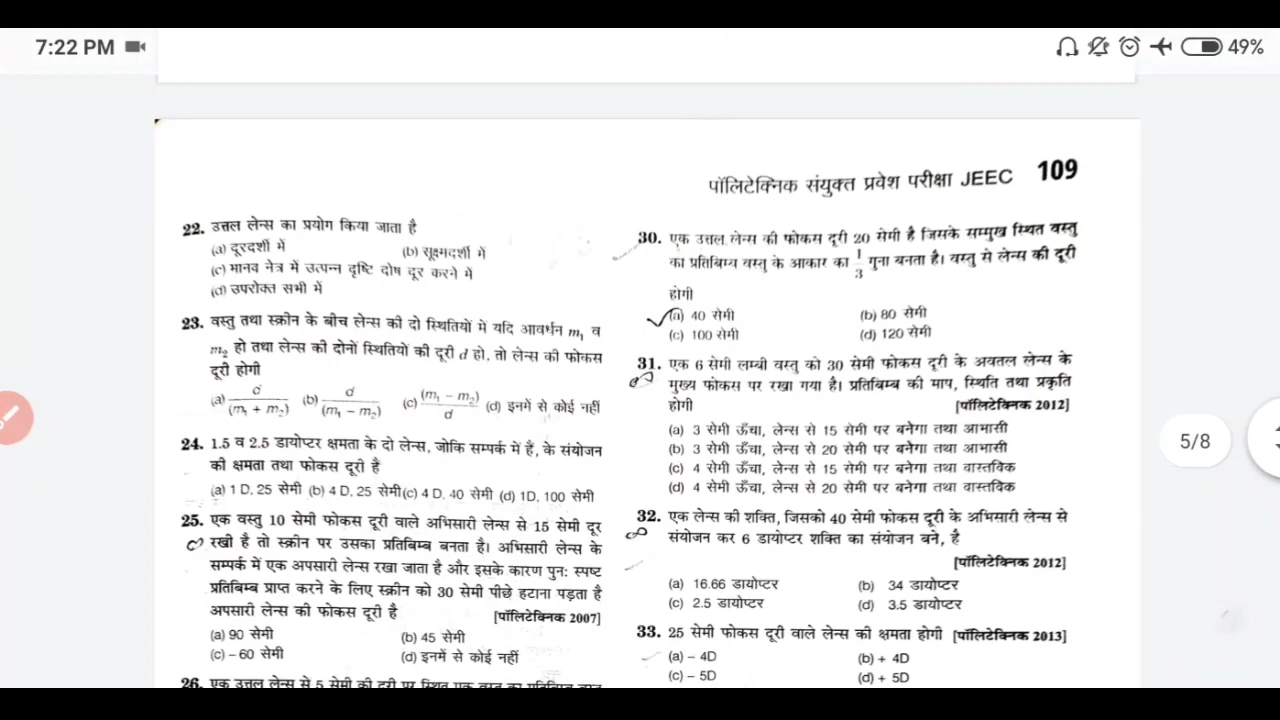 7:22 PM
49%
पॉलिटेक्निक संयुक्त प्रवेश परीक्षा JEEC 109
22. उत्तल लेन्स का प्रयोग किया जाता है
(a) दूरदर्शी में (b) सूक्ष्मदर्शी में
(c) मानव नेत्र में उत्पन्न दृष्टि दोष दूर करने में
(d) उपरोक्त सभी में
23. वस्तु तथा स्क्रीन के बीच लेन्स की दो स्थितियों में यदि आवर्धन m₁ व
m₂ हो तथा लेन्स की दोनों स्थितियों की दूरी d हो, तो लेन्स की फोकस
दूरी होगी
(a) d/(m₁ + m₂) (b) d/(m₁ − m₂) (c) (m₁ − m₂)/d (d) इनमें से कोई नहीं
24. 1.5 व 2.5 डायोप्टर क्षमता के दो लेन्स, जोकि सम्पर्क में हैं, के संयोजन
की क्षमता तथा फोकस दूरी है
(a) 1 D, 25 सेमी (b) 4 D, 25 सेमी (c) 4 D, 40 सेमी (d) 1D, 100 सेमी
25. एक वस्तु 10 सेमी फोकस दूरी वाले अभिसारी लेन्स से 15 सेमी दूर
रखी है तो स्क्रीन पर उसका प्रतिबिम्ब बनता है। अभिसारी लेन्स के
सम्पर्क में एक अपसारी लेन्स रखा जाता है और इसके कारण पुन: स्पष्ट
प्रतिबिम्ब प्राप्त करने के लिए स्क्रीन को 30 सेमी पीछे हटाना पड़ता है
अपसारी लेन्स की फोकस दूरी है [पॉलिटेक्निक 2007]
(a) 90 सेमी (b) 45 सेमी
(c) – 60 सेमी (d) इनमें से कोई नहीं
26. एक उत्तल लेन्स से 5 सेमी की दूरी पर स्थित एक वस्तु का प्रतिबिम्ब वस्तु
30. एक उत्तल लेन्स की फोकस दूरी 20 सेमी है जिसके सम्मुख स्थित वस्तु
का प्रतिबिम्ब वस्तु के आकार का 1/3 गुना बनता है। वस्तु से लेन्स की दूरी
होगी
(a) 40 सेमी (b) 80 सेमी
(c) 100 सेमी (d) 120 सेमी
31. एक 6 सेमी लम्बी वस्तु को 30 सेमी फोकस दूरी के अवतल लेन्स के
मुख्य फोकस पर रखा गया है। प्रतिबिम्ब की माप, स्थिति तथा प्रकृति
होगी [पॉलिटेक्निक 2012]
(a) 3 सेमी ऊँचा, लेन्स से 15 सेमी पर बनेगा तथा आभासी
(b) 3 सेमी ऊँचा, लेन्स से 20 सेमी पर बनेगा तथा आभासी
(c) 4 सेमी ऊँचा, लेन्स से 15 सेमी पर बनेगा तथा वास्तविक
(d) 4 सेमी ऊँचा, लेन्स से 20 सेमी पर बनेगा तथा वास्तविक
32. एक लेन्स की शक्ति, जिसको 40 सेमी फोकस दूरी के अभिसारी लेन्स से
संयोजन कर 6 डायोप्टर शक्ति का संयोजन बने, है
[पॉलिटेक्निक 2012]
(a) 16.66 डायोप्टर (b) 34 डायोप्टर
(c) 2.5 डायोप्टर (d) 3.5 डायोप्टर
33. 25 सेमी फोकस दूरी वाले लेन्स की क्षमता होगी [पॉलिटेक्निक 2013]
(a) – 4D (b) + 4D
(c) – 5D (d) + 5D
5/8